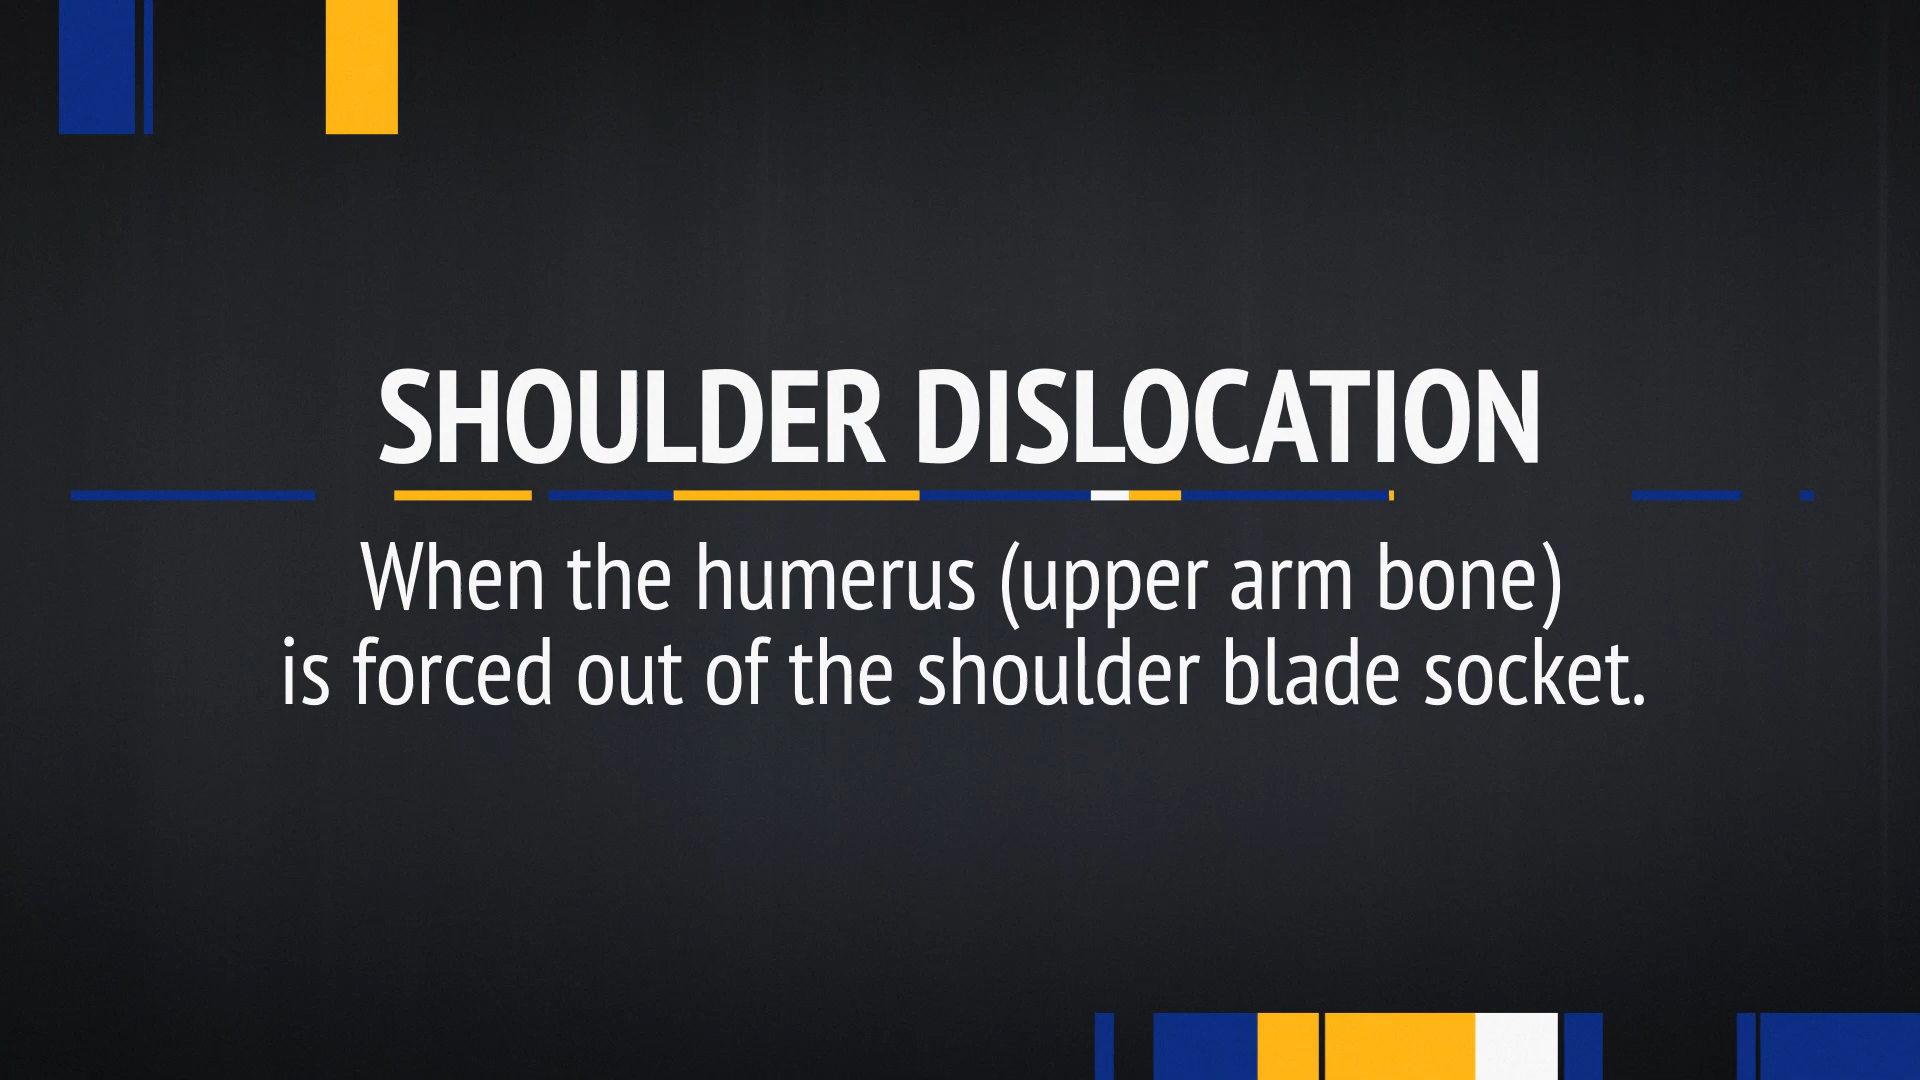 SHOULDER DISLOCATION
When the humerus (upper arm bone)
is forced out of the shoulder blade socket.